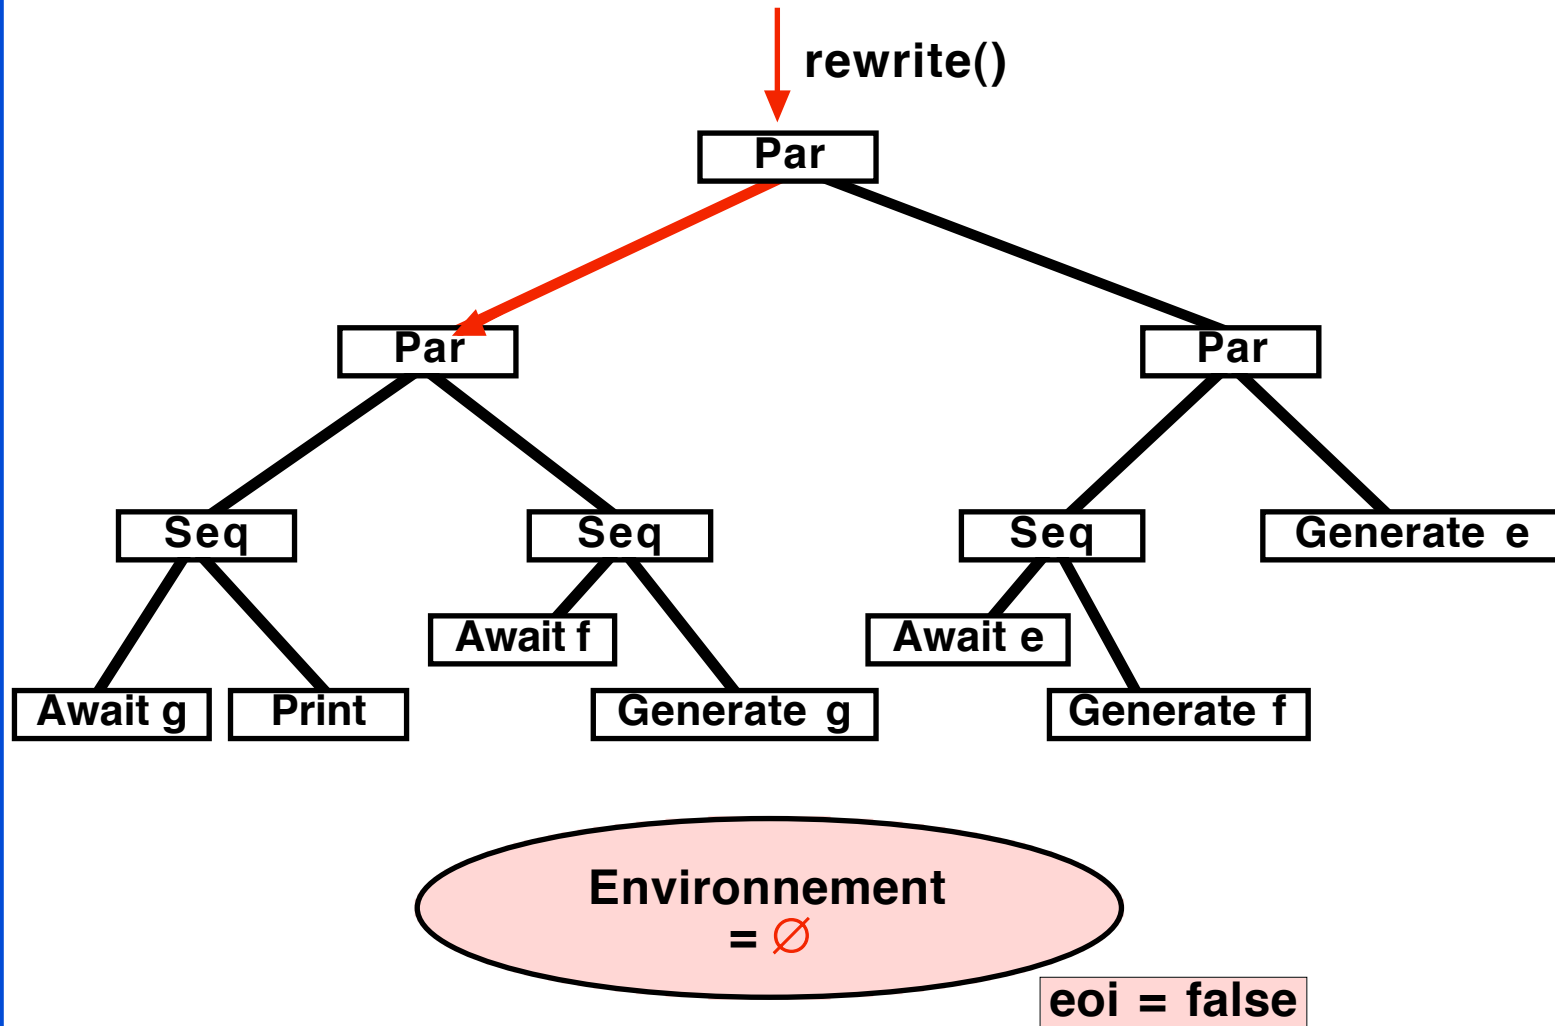 rewrite()
Par
Par
Par
Seq
Seq
Seq
Generate e
Await f
Await e
Await g
Print
Generate g
Generate f
Environnement
= ∅
eoi = false